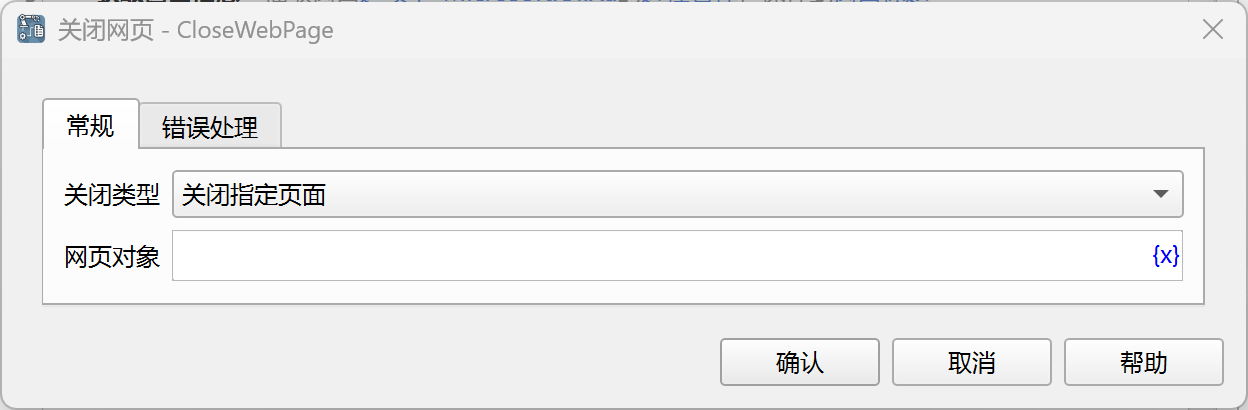 关闭网页 - CloseWebPage
常规
错误处理
关闭类型
关闭指定页面
网页对象
{x}
确认
取消
帮助